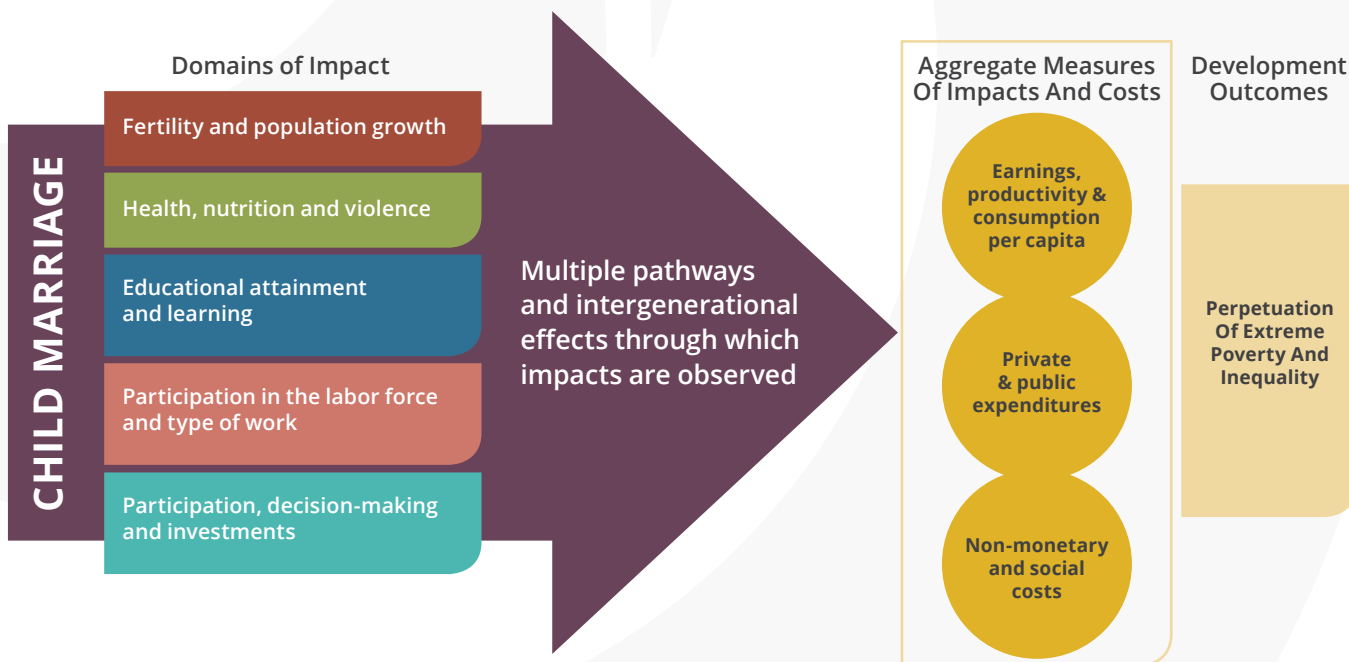 CHILD MARRIAGE
Domains of Impact
Fertility and population growth
Health, nutrition and violence
Educational attainment
and learning
Participation in the labor force
and type of work
Participation, decision-making
and investments
Multiple pathways
and intergenerational
effects through which
impacts are observed
Aggregate Measures
Of Impacts And Costs
Earnings,
productivity &
consumption
per capita
Private
& public
expenditures
Non-monetary
and social
costs
Development
Outcomes
Perpetuation
Of Extreme
Poverty And
Inequality